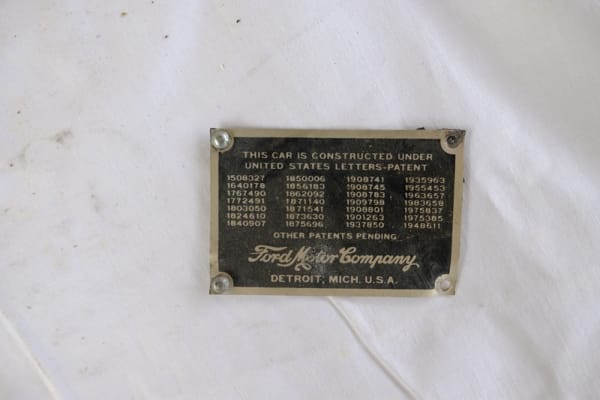 THIS CAR IS CONSTRUCTED UNDER
UNITED STATES LETTERS-PATENT
1508327 1850006 1908741 1935963
1640178 1856183 1908745 1955453
1767490 1862092 1908783 1963657
1772491 1871140 1909798 1983658
1803050 1871541 1908801 1975837
1824610 1873630 1901263 1975385
1840907 1875696 1937850 1948611
OTHER PATENTS PENDING
Ford Motor Company
DETROIT, MICH. U.S.A.